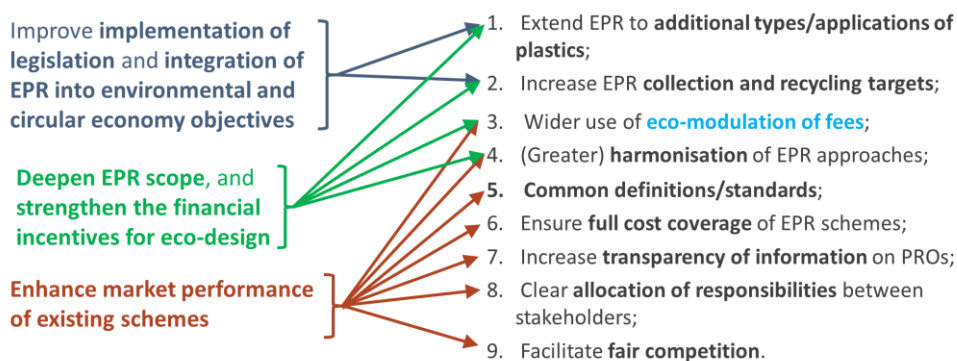 Improve implementation of
legislation and integration of
EPR into environmental and
circular economy objectives
Deepen EPR scope, and
strengthen the financial
incentives for eco-design
Enhance market performance
of existing schemes
1. Extend EPR to additional types/applications of
plastics;
2. Increase EPR collection and recycling targets;
3. Wider use of eco-modulation of fees;
4. (Greater) harmonisation of EPR approaches;
5. Common definitions/standards;
6. Ensure full cost coverage of EPR schemes;
7. Increase transparency of information on PROs;
8. Clear allocation of responsibilities between
stakeholders;
9. Facilitate fair competition.